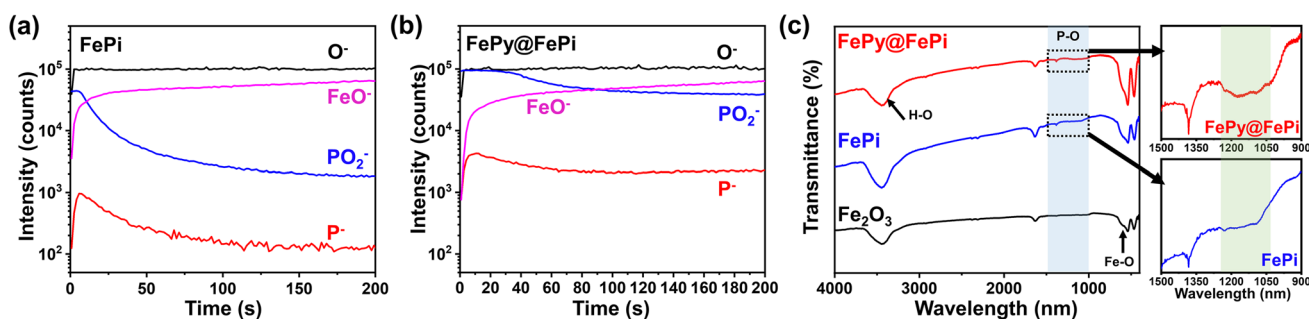 (a)
FePi
O⁻
FeO⁻
PO₂⁻
P⁻
Intensity (counts)
10⁵
10⁴
10³
10²
0 50 100 150 200
Time (s)
(b)
FePy@FePi
O⁻
FeO⁻
PO₂⁻
P⁻
Intensity (counts)
10⁵
10⁴
10³
10²
0 20 40 60 80 100 120 140 160 180 200
Time (s)
(c)
P-O
FePy@FePi
H-O
FePi
Fe₂O₃
Fe-O
Transmittance (%)
4000 3000 2000 1000
Wavelength (nm)
FePy@FePi
1500 1350 1200 1050 900
FePi
1500 1350 1200 1050 900
Wavelength (nm)